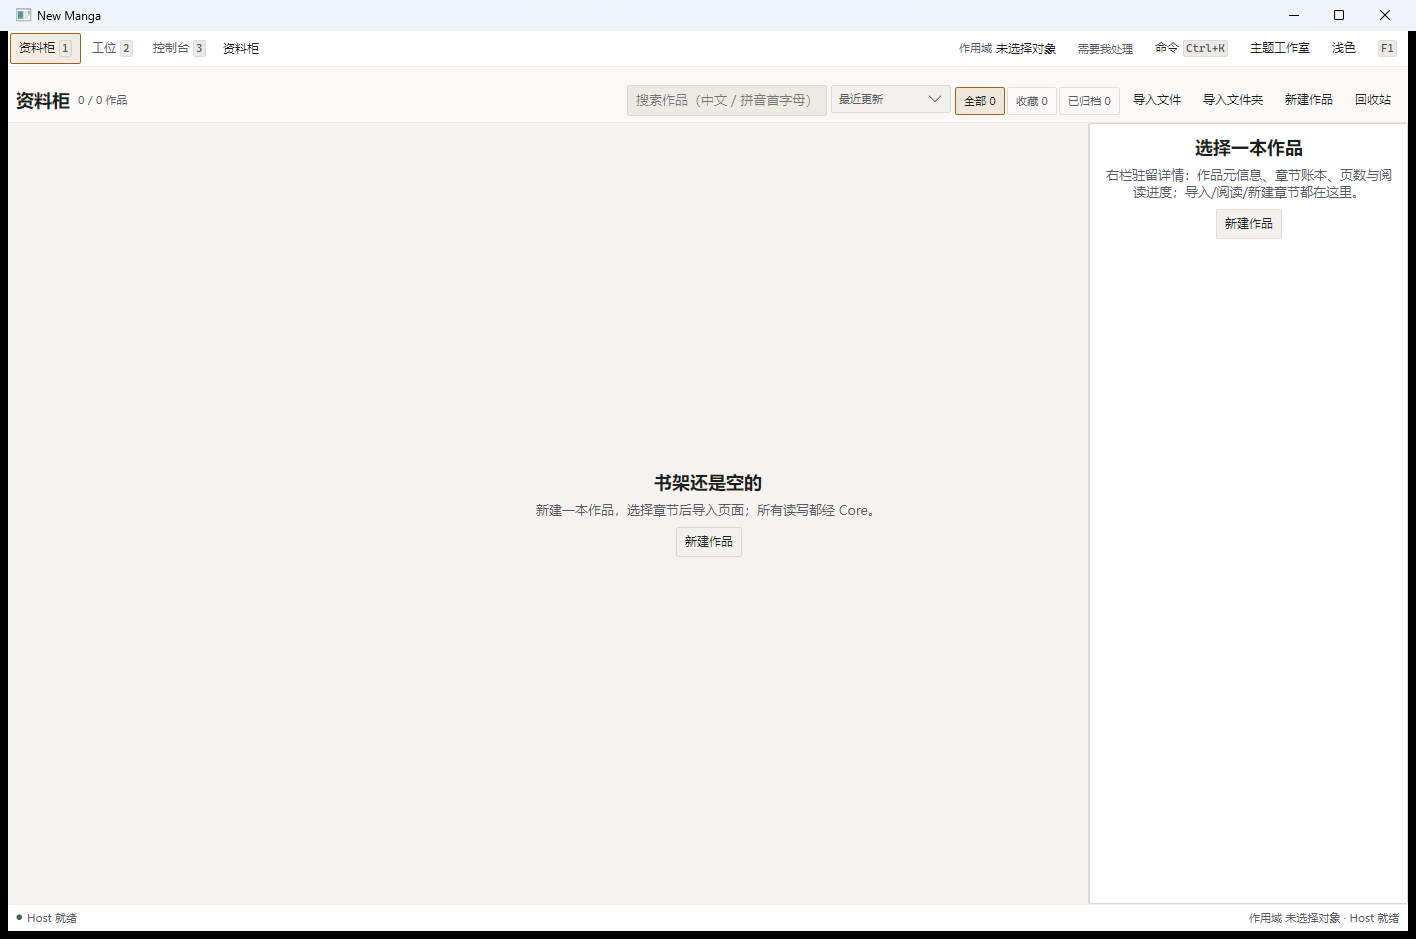 New Manga
资料柜 1 工位 2 控制台 3 资料柜 作用域 未选择对象 需要我处理 命令 Ctrl+K 主题工作室 浅色 F1
资料柜 0 / 0 作品 搜索作品（中文 / 拼音首字母） 最近更新 全部 0 收藏 0 已归档 0 导入文件 导入文件夹 新建作品 回收站
选择一本作品
右栏驻留详情：作品元信息、章节账本、页数与阅
读进度；导入/阅读/新建章节都在这里。
新建作品
书架还是空的
新建一本作品，选择章节后导入页面；所有读写都经 Core。
新建作品
Host 就绪 作用域 未选择对象 · Host 就绪